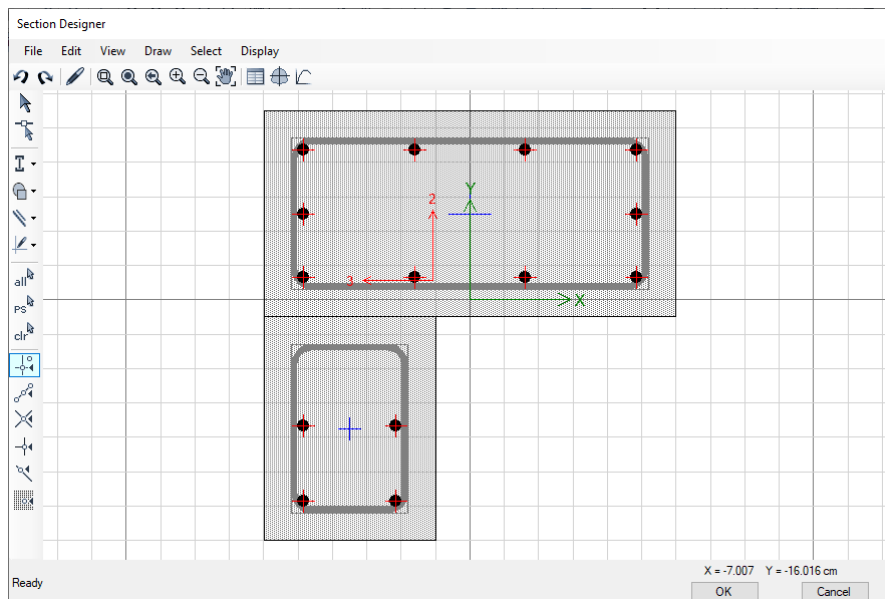 Section Designer
File Edit View Draw Select Display
all
PS
clr
2
3
Y
X
Ready
X = -7.007 Y = -16.016 cm
OK Cancel